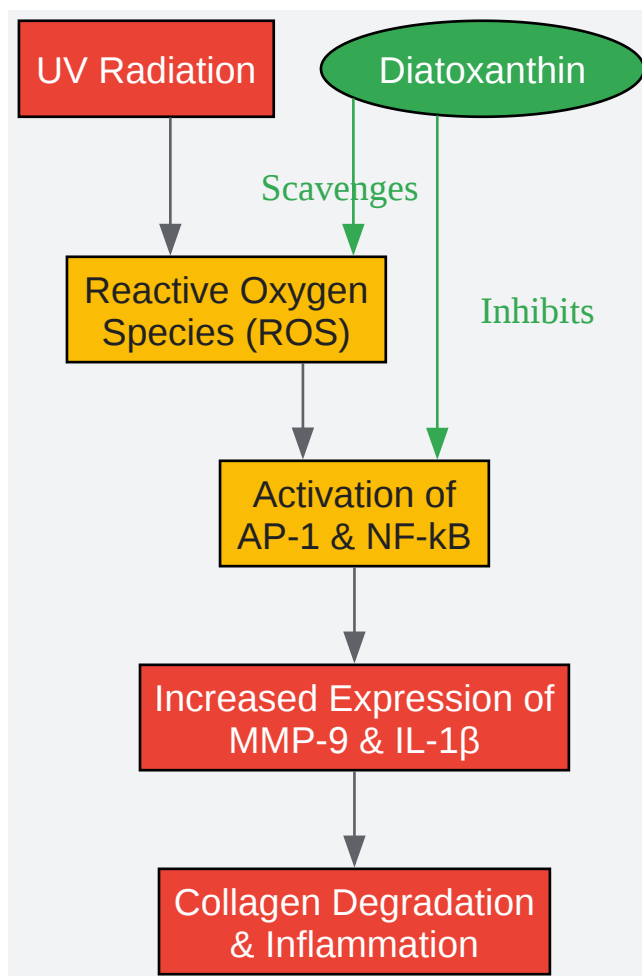 UV Radiation
Diatoxanthin
Scavenges
Reactive Oxygen
Species (ROS)
Inhibits
Activation of
AP-1 & NF-kB
Increased Expression of
MMP-9 & IL-1β
Collagen Degradation
& Inflammation